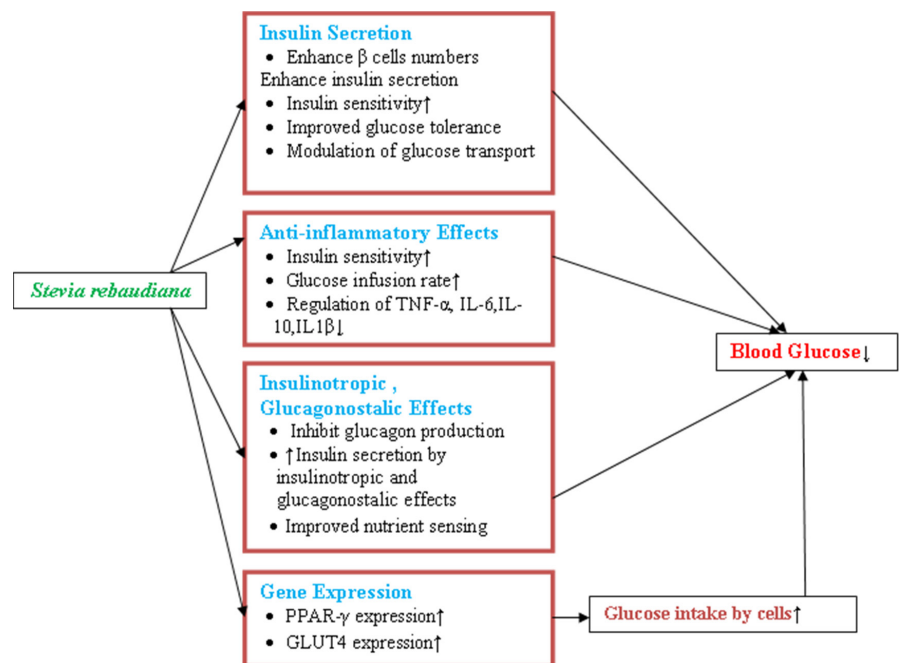 Insulin Secretion
• Enhance β cells numbers
Enhance insulin secretion
• Insulin sensitivity↑
• Improved glucose tolerance
• Modulation of glucose transport
Anti-inflammatory Effects
• Insulin sensitivity↑
• Glucose infusion rate↑
• Regulation of TNF-α, IL-6,IL-
10,IL1β↓
Stevia rebaudiana
Blood Glucose↓
Insulinotropic ,
Glucagonostalic Effects
• Inhibit glucagon production
• ↑Insulin secretion by
insulinotropic and
glucagonostalic effects
• Improved nutrient sensing
Gene Expression
• PPAR-γ expression↑
• GLUT4 expression↑
Glucose intake by cells↑